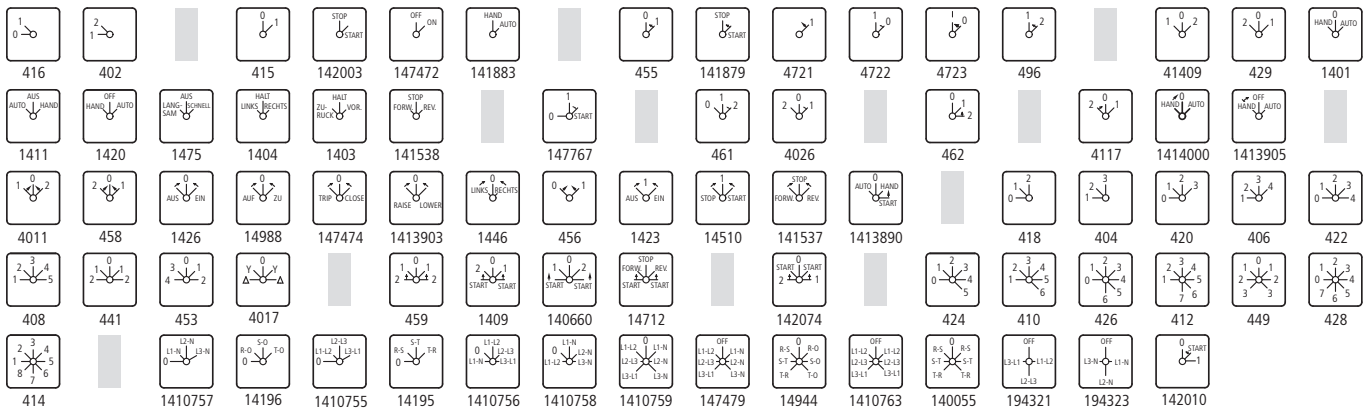 1
0
416
2
1
402
0
1
415
STOP
START
142003
OFF
ON
147472
HAND
AUTO
141883
0
1
455
STOP
START
141879
1
4721
1
0
4722
I
0
4723
1
2
496
0
1 2
41409
0
2 1
429
0
HAND AUTO
1401
AUS
AUTO HAND
1411
OFF
HAND AUTO
1420
AUS
LANG- SCHNELL
SAM
1475
HALT
LINKS RECHTS
1404
HALT
ZU- VOR.
RUCK
1403
STOP
FORW. REV.
141538
1
0 START
147767
1
0 2
461
0
2 1
4026
0
1
2
462
0
2 1
4117
0
HAND AUTO
1414000
OFF
HAND AUTO
1413905
0
1 2
4011
0
2 1
458
0
AUS EIN
1426
0
AUF ZU
14988
0
TRIP CLOSE
147474
0
RAISE LOWER
1413903
0
LINKS RECHTS
1446
0 1
456
1
AUS EIN
1423
1
STOP START
14510
STOP
FORW. REV.
141537
0
AUTO HAND
START
1413890
2
1
0
418
3
2
1
404
2
1 3
0
420
3
2 4
1
406
2
1 3
0 4
422
3
2 4
1 5
408
0
1 1
2 2
441
0
3 1
4 2
453
0
Y Y
Δ Δ
4017
0
1 1
2 2
459
0
1 2
START START
1409
0
1 2
START START
140660
STOP
FORW. REV.
START START
14712
0
START START
2 1
142074
2
1 3
0 4
5
424
3
2 4
1 5
6
410
2
1 3
0 4
5
6
426
3
2 4
1 5
6
7
412
0
1 1
2 2
3 3
449
1
0 2
7 3
6 4
5
428
3
2 4
1 5
8 6
7
414
L2-N
L1-N L3-N
0
1410757
S-O
R-O T-O
0
14196
L2-L3
L1-L2 L3-L1
0
1410755
S-T
R-S T-R
0
14195
0 L1-L2
L2-L3
L1-N L3-L1
1410756
L1-N
0 L2-N
L1-L2 L3-N
1410758
0
L1-L2 L1-N
L2-L3 L2-N
L3-L1 L3-N
1410759
OFF
L1-L2 L1-N
L2-L3 L2-N
L3-L1 L3-N
147479
0
R-S R-O
S-T S-O
T-R T-O
14944
OFF
L1-L2 L1-L2
L2-L3 L2-L3
L3-L1 L3-L1
1410763
OFF
R-S R-S
S-T S-T
T-R T-R
140055
OFF
L3-L1 L1-L2
L2-L3
194321
OFF
L3-N L1-N
L2-N
194323
0
START
1
142010